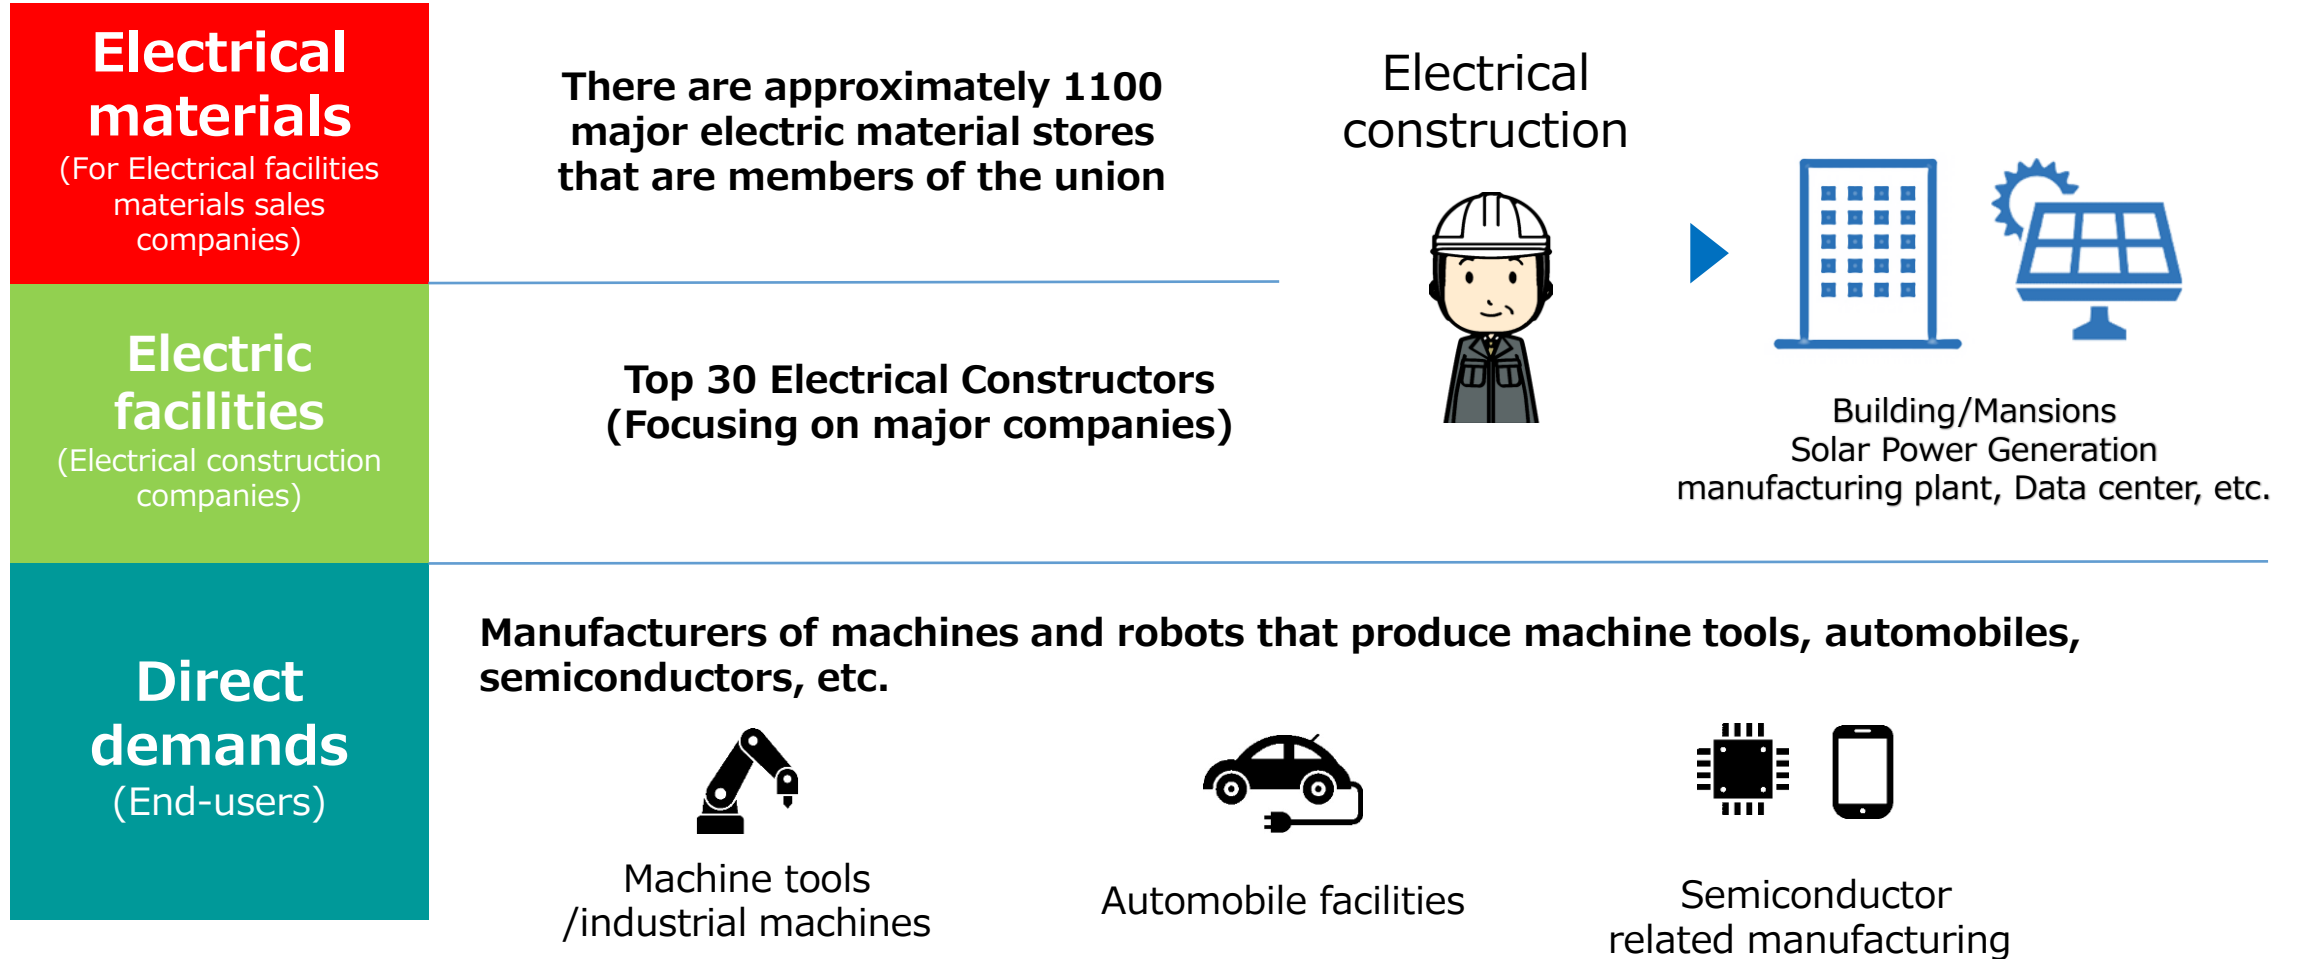 Electrical
materials
(For Electrical facilities
materials sales
companies)
There are approximately 1100
major electric material stores
that are members of the union
Electrical
construction
Electric
facilities
(Electrical construction
companies)
Top 30 Electrical Constructors
(Focusing on major companies)
Building/Mansions
Solar Power Generation
manufacturing plant, Data center, etc.
Direct
demands
(End-users)
Manufacturers of machines and robots that produce machine tools, automobiles,
semiconductors, etc.
Machine tools
/industrial machines
Automobile facilities
Semiconductor
related manufacturing